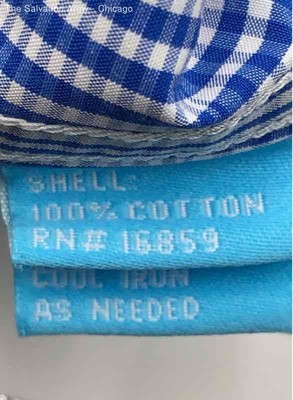 The Salvation Army - Chicago
SHELL:
100% COTTON
RN# 16859
COOL IRON
AS NEEDED